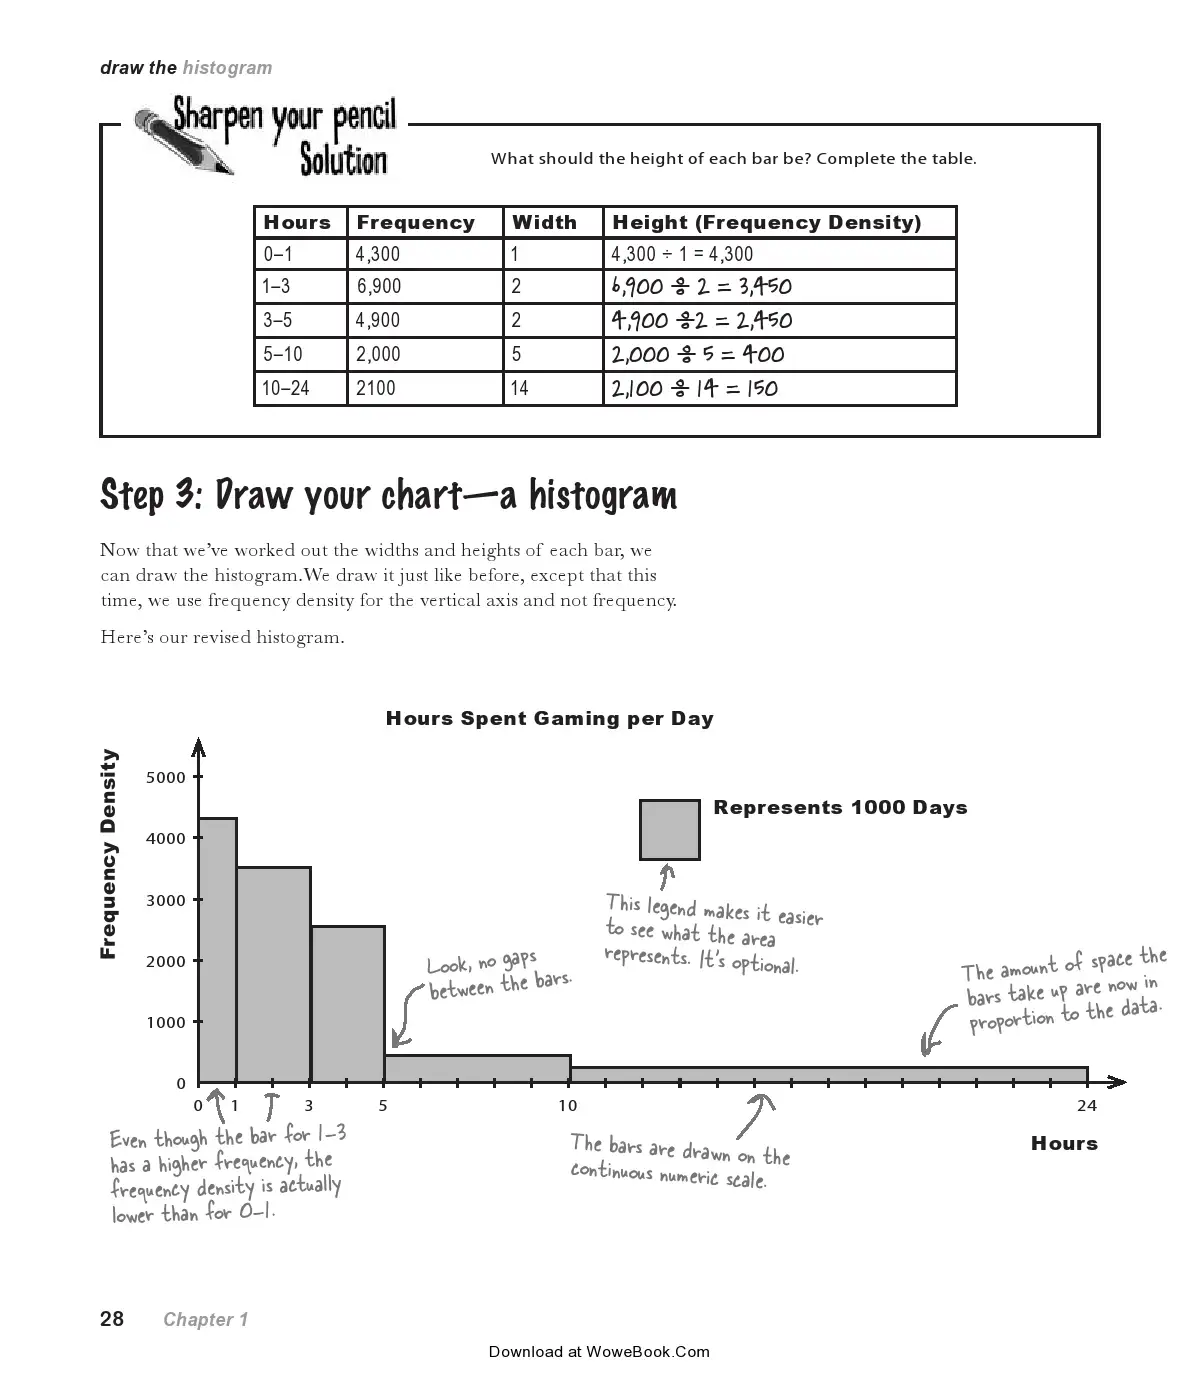 draw the histogram
Sharpen your pencil
Solution
What should the height of each bar be? Complete the table.
Hours Frequency Width Height (Frequency Density)
0–1 4,300 1 4,300 ÷ 1 = 4,300
1–3 6,900 2 6,900 ÷ 2 = 3,450
3–5 4,900 2 4,900 ÷2 = 2,450
5–10 2,000 5 2,000 ÷ 5 = 400
10–24 2100 14 2,100 ÷ 14 = 150
Step 3: Draw your chart—a histogram
Now that we've worked out the widths and heights of each bar, we
can draw the histogram.We draw it just like before, except that this
time, we use frequency density for the vertical axis and not frequency.
Here's our revised histogram.
Hours Spent Gaming per Day
Frequency Density
5000
4000
3000
2000
1000
0
Represents 1000 Days
This legend makes it easier
to see what the area
represents. It's optional.
Look, no gaps
between the bars.
The amount of space the
bars take up are now in
proportion to the data.
0 1 3 5 10 24
Hours
Even though the bar for 1–3
has a higher frequency, the
frequency density is actually
lower than for 0–1.
The bars are drawn on the
continuous numeric scale.
28 Chapter 1
Download at WoweBook.Com